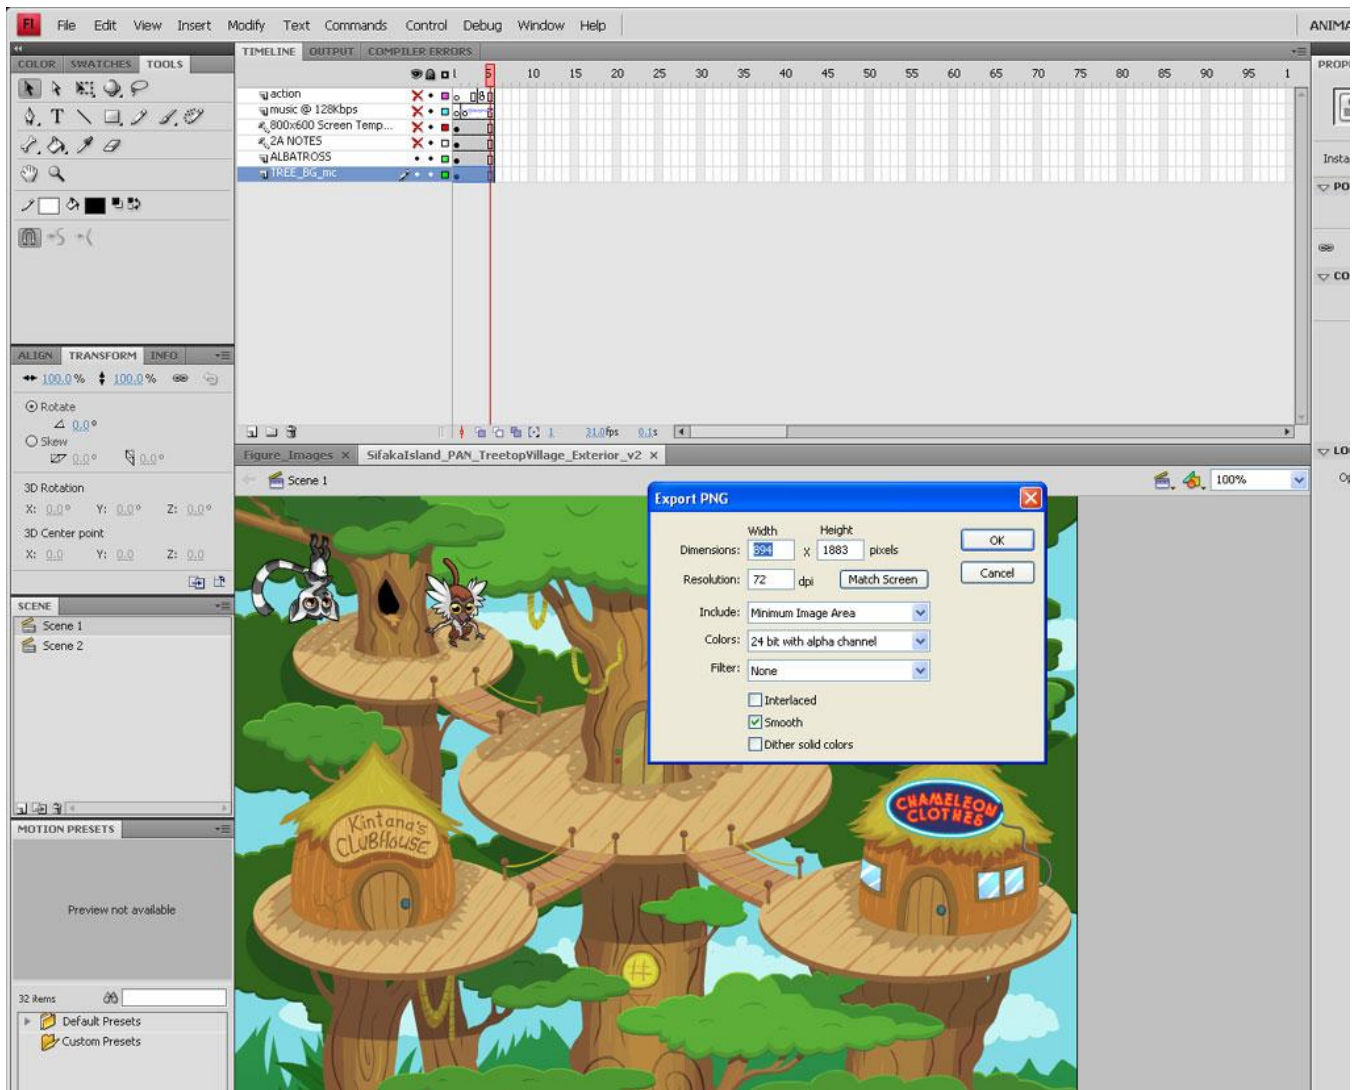 Fl File Edit View Insert Modify Text Commands Control Debug Window Help ANIMA
COLOR SWATCHES TOOLS
TIMELINE OUTPUT COMPILER ERRORS
PROP
1 5 10 15 20 25 30 35 40 45 50 55 60 65 70 75 80 85 90 95 1
action
music @ 128Kbps
800x600 Screen Temp...
2A NOTES
ALBATROSS
TREE_BG_mc
Insta
PO
CO
LO
Op
ALIGN TRANSFORM INFO
100.0% 100.0%
Rotate
0.0°
Skew
0.0° 0.0°
3D Rotation
X: 0.0° Y: 0.0° Z: 0.0°
3D Center point
X: 0.0 Y: 0.0 Z: 0.0
1 31.0fps 0.1s
Figure_Images × SifakaIsland_PAN_TreetopVillage_Exterior_v2 ×
Scene 1 100%
SCENE
Scene 1
Scene 2
MOTION PRESETS
Preview not available
32 items
Default Presets
Custom Presets
Export PNG
Width Height
Dimensions: 894 x 1883 pixels
Resolution: 72 dpi Match Screen
Include: Minimum Image Area
Colors: 24 bit with alpha channel
Filter: None
Interlaced
Smooth
Dither solid colors
OK
Cancel
Kintana's
CLUBHOUSE
CHAMELEON
CLOTHES